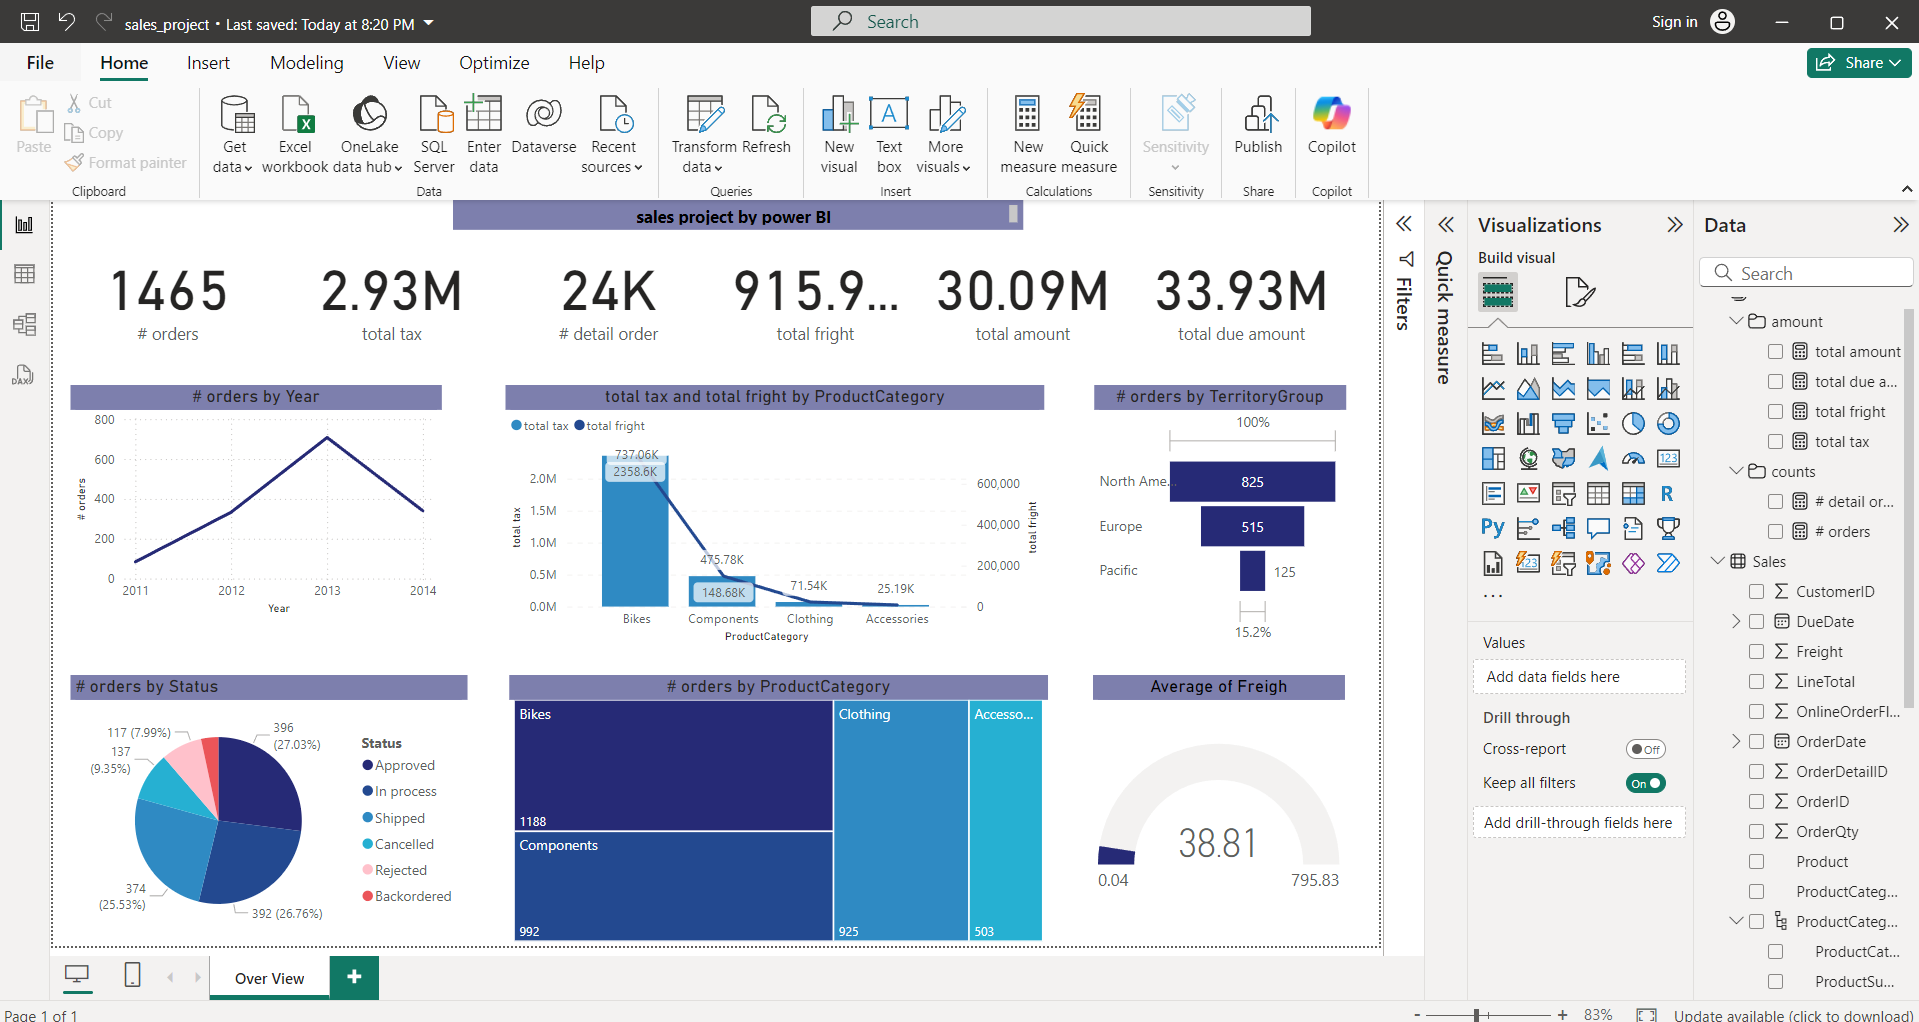 sales_project • Last saved: Today at 8:20 PM
Search
Sign in
File
Home
Insert
Modeling
View
Optimize
Help
Share
Paste
Cut
Copy
Format painter
Clipboard
Get data
Excel workbook
OneLake data hub
SQL Server
Enter data
Dataverse
Recent sources
Data
Transform data
Refresh
Queries
New visual
Text box
More visuals
Insert
New measure
Quick measure
Calculations
Sensitivity
Sensitivity
Publish
Share
Copilot
Copilot
sales project by power BI
1465
# orders
2.93M
total tax
24K
# detail order
915.9...
total fright
30.09M
total amount
33.93M
total due amount
# orders by Year
800
600
400
200
0
# orders
2011
2012
2013
2014
Year
total tax and total fright by ProductCategory
total tax
total fright
2.0M
1.5M
1.0M
0.5M
0.0M
total tax
737.06K
2358.6K
475.78K
148.68K
71.54K
25.19K
600,000
400,000
200,000
0
total fright
Bikes
Components
Clothing
Accessories
ProductCategory
# orders by TerritoryGroup
100%
North Ame...
825
Europe
515
Pacific
125
15.2%
# orders by Status
117 (7.99%)
137
(9.35%)
396
(27.03%)
374
(25.53%)
392 (26.76%)
Status
Approved
In process
Shipped
Cancelled
Rejected
Backordered
# orders by ProductCategory
Bikes
1188
Components
992
Clothing
925
Accesso...
503
Average of Freigh
38.81
0.04
795.83
Filters
Quick measure
Visualizations
Build visual
123
R
Py
123
...
Values
Add data fields here
Drill through
Cross-report
Off
Keep all filters
On
Add drill-through fields here
Data
Search
amount
total amount
total due a...
total fright
total tax
counts
# detail or...
# orders
Sales
CustomerID
DueDate
Freight
LineTotal
OnlineOrderFl...
OrderDate
OrderDetailID
OrderID
OrderQty
Product
ProductCateg...
ProductCateg...
ProductCat...
ProductSu...
DAX
Over View
+
Page 1 of 1
- + 83%
Update available (click to download)